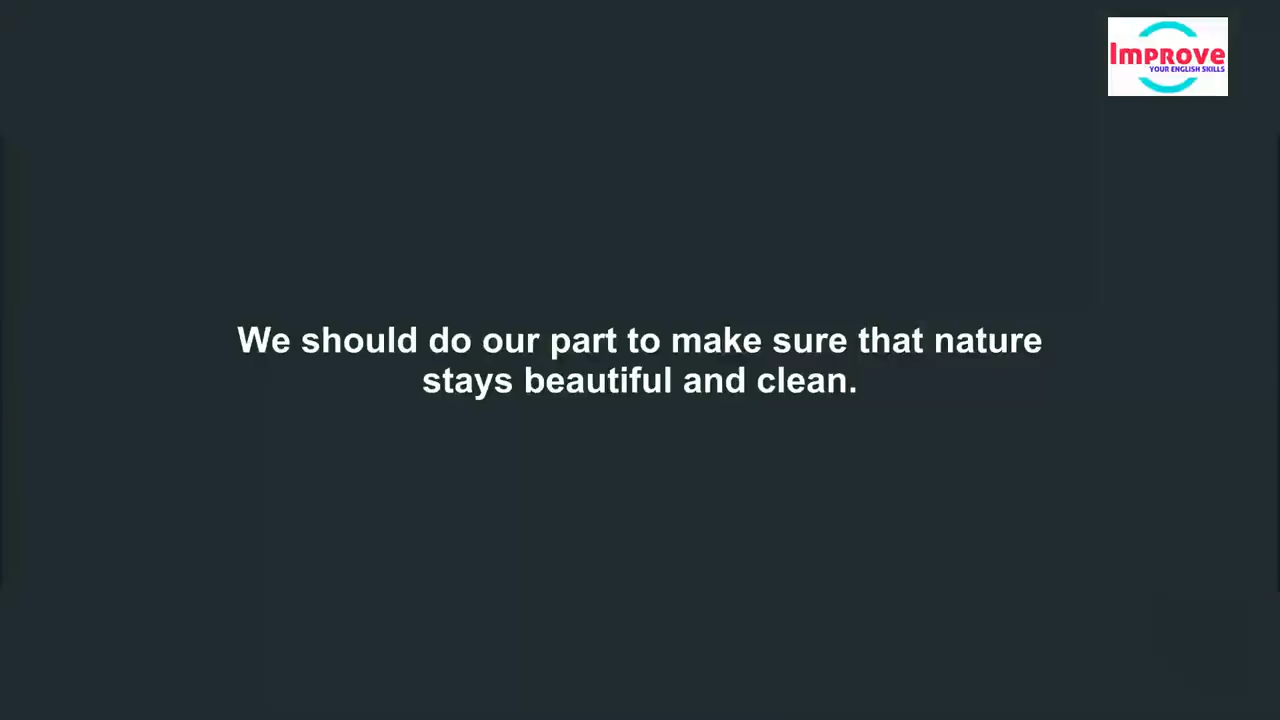 Improve
YOUR ENGLISH SKILLS
We should do our part to make sure that nature
stays beautiful and clean.